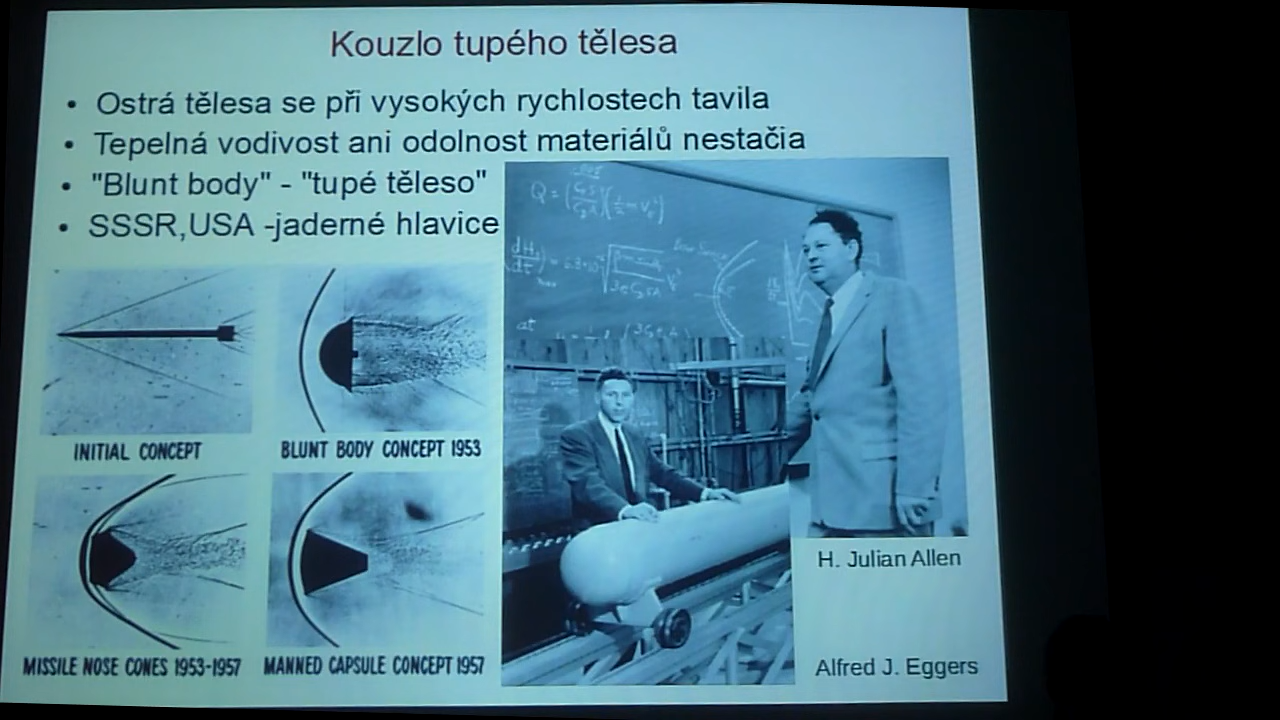 Kouzlo tupého tělesa
• Ostrá tělesa se při vysokých rychlostech tavila
• Tepelná vodivost ani odolnost materiálů nestačia
• "Blunt body" - "tupé těleso"
• SSSR,USA -jaderné hlavice
INITIAL CONCEPT
BLUNT BODY CONCEPT 1953
MISSILE NOSE CONES 1953-1957
MANNED CAPSULE CONCEPT 1957
at
H. Julian Allen
Alfred J. Eggers